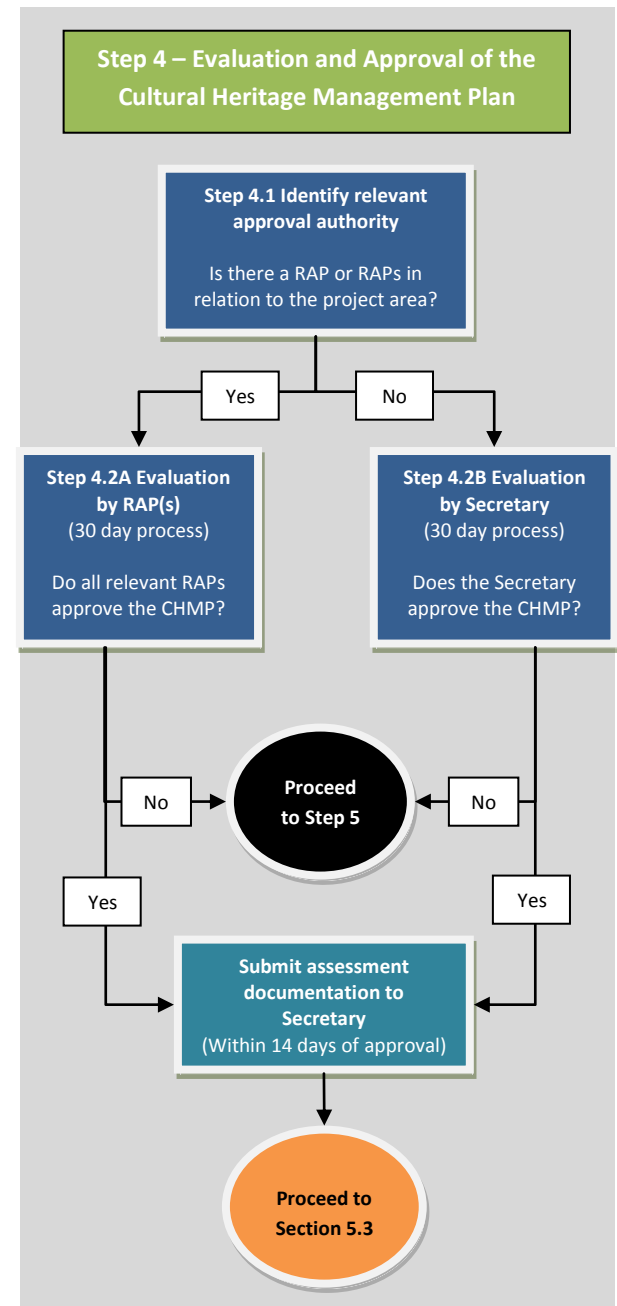 Step 4 – Evaluation and Approval of the
Cultural Heritage Management Plan
Step 4.1 Identify relevant
approval authority
Is there a RAP or RAPs in
relation to the project area?
Yes
No
Step 4.2A Evaluation
by RAP(s)
(30 day process)
Do all relevant RAPs
approve the CHMP?
Step 4.2B Evaluation
by Secretary
(30 day process)
Does the Secretary
approve the CHMP?
No
Proceed
to Step 5
No
Yes
Yes
Submit assessment
documentation to
Secretary
(Within 14 days of approval)
Proceed to
Section 5.3